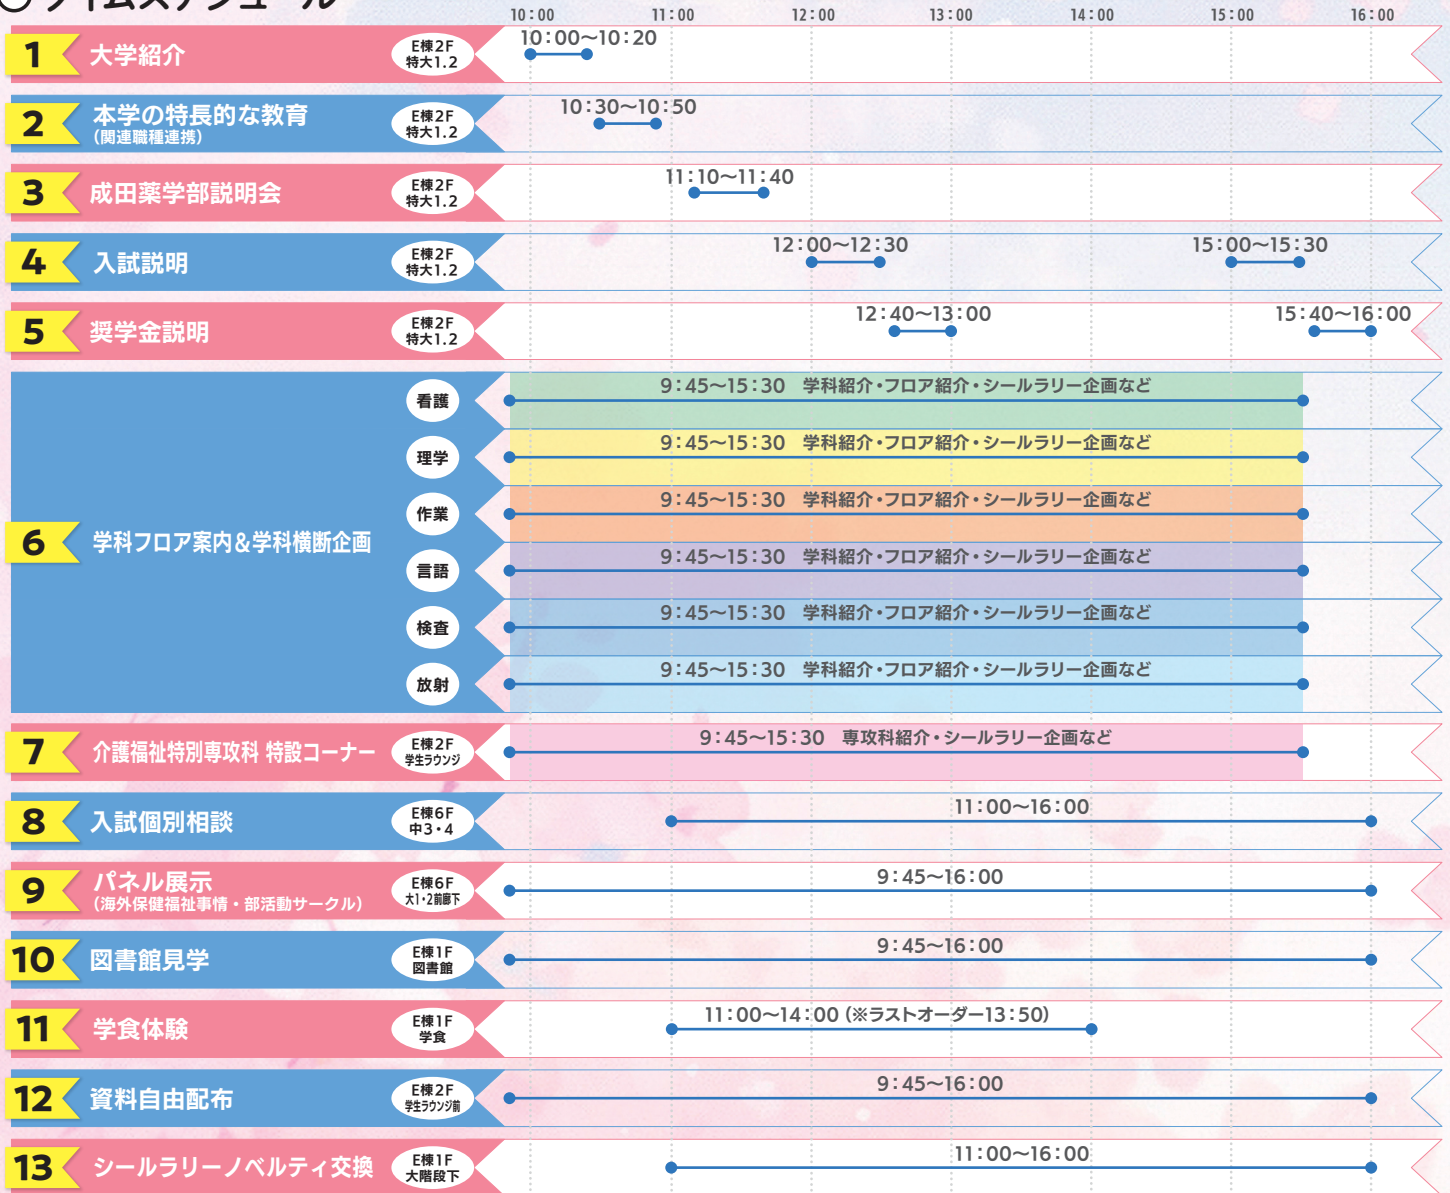 タイムスケジュール
10:00 11:00 12:00 13:00 14:00 15:00 16:00
1 大学紹介 E棟2F 特大1.2 10:00〜10:20
2 本学の特長的な教育 (関連職種連携) E棟2F 特大1.2 10:30〜10:50
3 成田薬学部説明会 E棟2F 特大1.2 11:10〜11:40
4 入試説明 E棟2F 特大1.2 12:00〜12:30 15:00〜15:30
5 奨学金説明 E棟2F 特大1.2 12:40〜13:00 15:40〜16:00
6 学科フロア案内&学科横断企画
看護 9:45〜15:30 学科紹介・フロア紹介・シールラリー企画など
理学 9:45〜15:30 学科紹介・フロア紹介・シールラリー企画など
作業 9:45〜15:30 学科紹介・フロア紹介・シールラリー企画など
言語 9:45〜15:30 学科紹介・フロア紹介・シールラリー企画など
検査 9:45〜15:30 学科紹介・フロア紹介・シールラリー企画など
放射 9:45〜15:30 学科紹介・フロア紹介・シールラリー企画など
7 介護福祉特別専攻科 特設コーナー E棟2F 学生ラウンジ 9:45〜15:30 専攻科紹介・シールラリー企画など
8 入試個別相談 E棟6F 中3・4 11:00〜16:00
9 パネル展示 (海外保健福祉事情・部活動サークル) E棟6F 大1・2前廊下 9:45〜16:00
10 図書館見学 E棟1F 図書館 9:45〜16:00
11 学食体験 E棟1F 学食 11:00〜14:00 (※ラストオーダー13:50)
12 資料自由配布 E棟2F 学生ラウンジ前 9:45〜16:00
13 シールラリーノベルティ交換 E棟1F 大階段下 11:00〜16:00